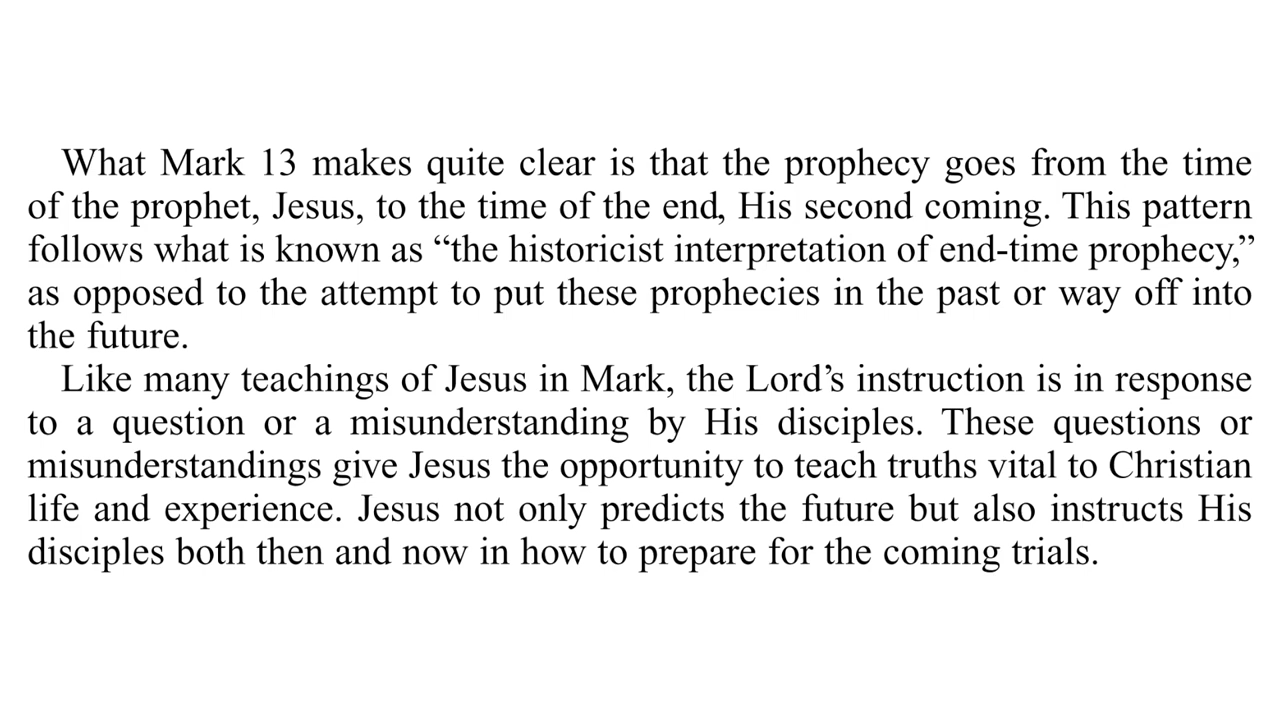 What Mark 13 makes quite clear is that the prophecy goes from the time
of the prophet, Jesus, to the time of the end, His second coming. This pattern
follows what is known as “the historicist interpretation of end-time prophecy,”
as opposed to the attempt to put these prophecies in the past or way off into
the future.
Like many teachings of Jesus in Mark, the Lord’s instruction is in response
to a question or a misunderstanding by His disciples. These questions or
misunderstandings give Jesus the opportunity to teach truths vital to Christian
life and experience. Jesus not only predicts the future but also instructs His
disciples both then and now in how to prepare for the coming trials.